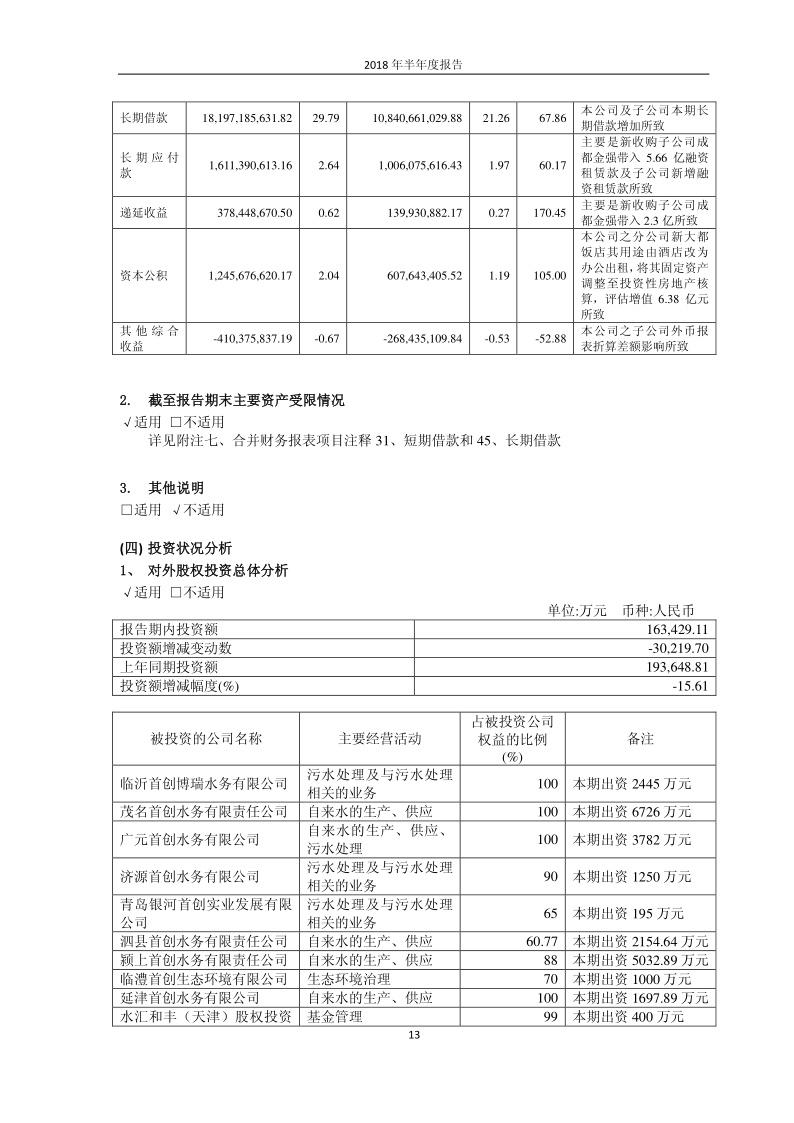 2018 年半年度报告
长期借款 18,197,185,631.82 29.79 10,840,661,029.88 21.26 67.86 本公司及子公司本期长
期借款增加所致
长期应付
款 1,611,390,613.16 2.64 1,006,075,616.43 1.97 60.17 主要是新收购子公司成
都金强带入 5.66 亿融资
租赁款及子公司新增融
资租赁款所致
递延收益 378,448,670.50 0.62 139,930,882.17 0.27 170.45 主要是新收购子公司成
都金强带入 2.3 亿所致
资本公积 1,245,676,620.17 2.04 607,643,405.52 1.19 105.00 本公司之分公司新大都
饭店其用途由酒店改为
办公出租，将其固定资产
调整至投资性房地产核
算，评估增值 6.38 亿元
所致
其他综合
收益 -410,375,837.19 -0.67 -268,435,109.84 -0.53 -52.88 本公司之子公司外币报
表折算差额影响所致
2. 截至报告期末主要资产受限情况
√适用 □不适用
详见附注七、合并财务报表项目注释 31、短期借款和 45、长期借款
3. 其他说明
□适用 √不适用
(四) 投资状况分析
1、 对外股权投资总体分析
√适用 □不适用
单位:万元 币种:人民币
报告期内投资额 163,429.11
投资额增减变动数 -30,219.70
上年同期投资额 193,648.81
投资额增减幅度(%) -15.61
被投资的公司名称 主要经营活动 占被投资公司
权益的比例
(%) 备注
临沂首创博瑞水务有限公司 污水处理及与污水处理
相关的业务 100 本期出资 2445 万元
茂名首创水务有限责任公司 自来水的生产、供应 100 本期出资 6726 万元
广元首创水务有限公司 自来水的生产、供应、
污水处理 100 本期出资 3782 万元
济源首创水务有限公司 污水处理及与污水处理
相关的业务 90 本期出资 1250 万元
青岛银河首创实业发展有限
公司 污水处理及与污水处理
相关的业务 65 本期出资 195 万元
泗县首创水务有限责任公司 自来水的生产、供应 60.77 本期出资 2154.64 万元
颍上首创水务有限责任公司 自来水的生产、供应 88 本期出资 5032.89 万元
临澧首创生态环境有限公司 生态环境治理 70 本期出资 1000 万元
延津首创水务有限公司 自来水的生产、供应 100 本期出资 1697.89 万元
水汇和丰（天津）股权投资 基金管理 99 本期出资 400 万元
13